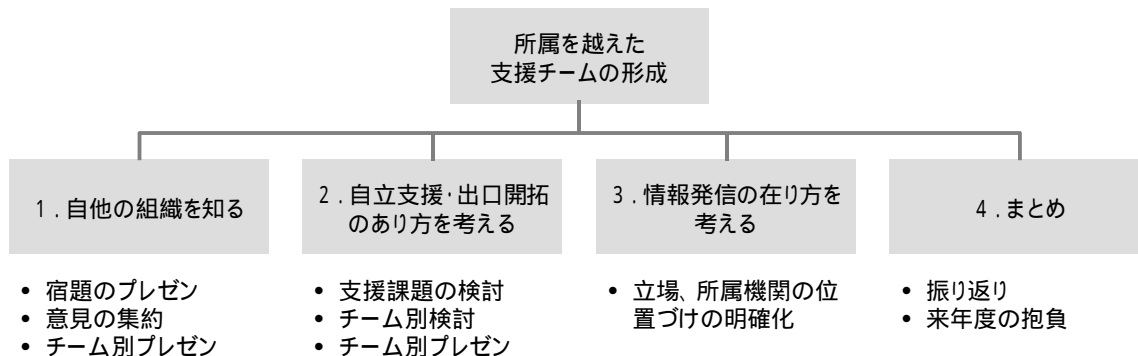 所属を越えた
支援チームの形成
1.自他の組織を知る
2.自立支援・出口開拓
のあり方を考える
3.情報発信の在り方を
考える
4.まとめ
• 宿題のプレゼン
• 意見の集約
• チーム別プレゼン
• 支援課題の検討
• チーム別検討
• チーム別プレゼン
• 立場、所属機関の位
置づけの明確化
• 振り返り
• 来年度の抱負